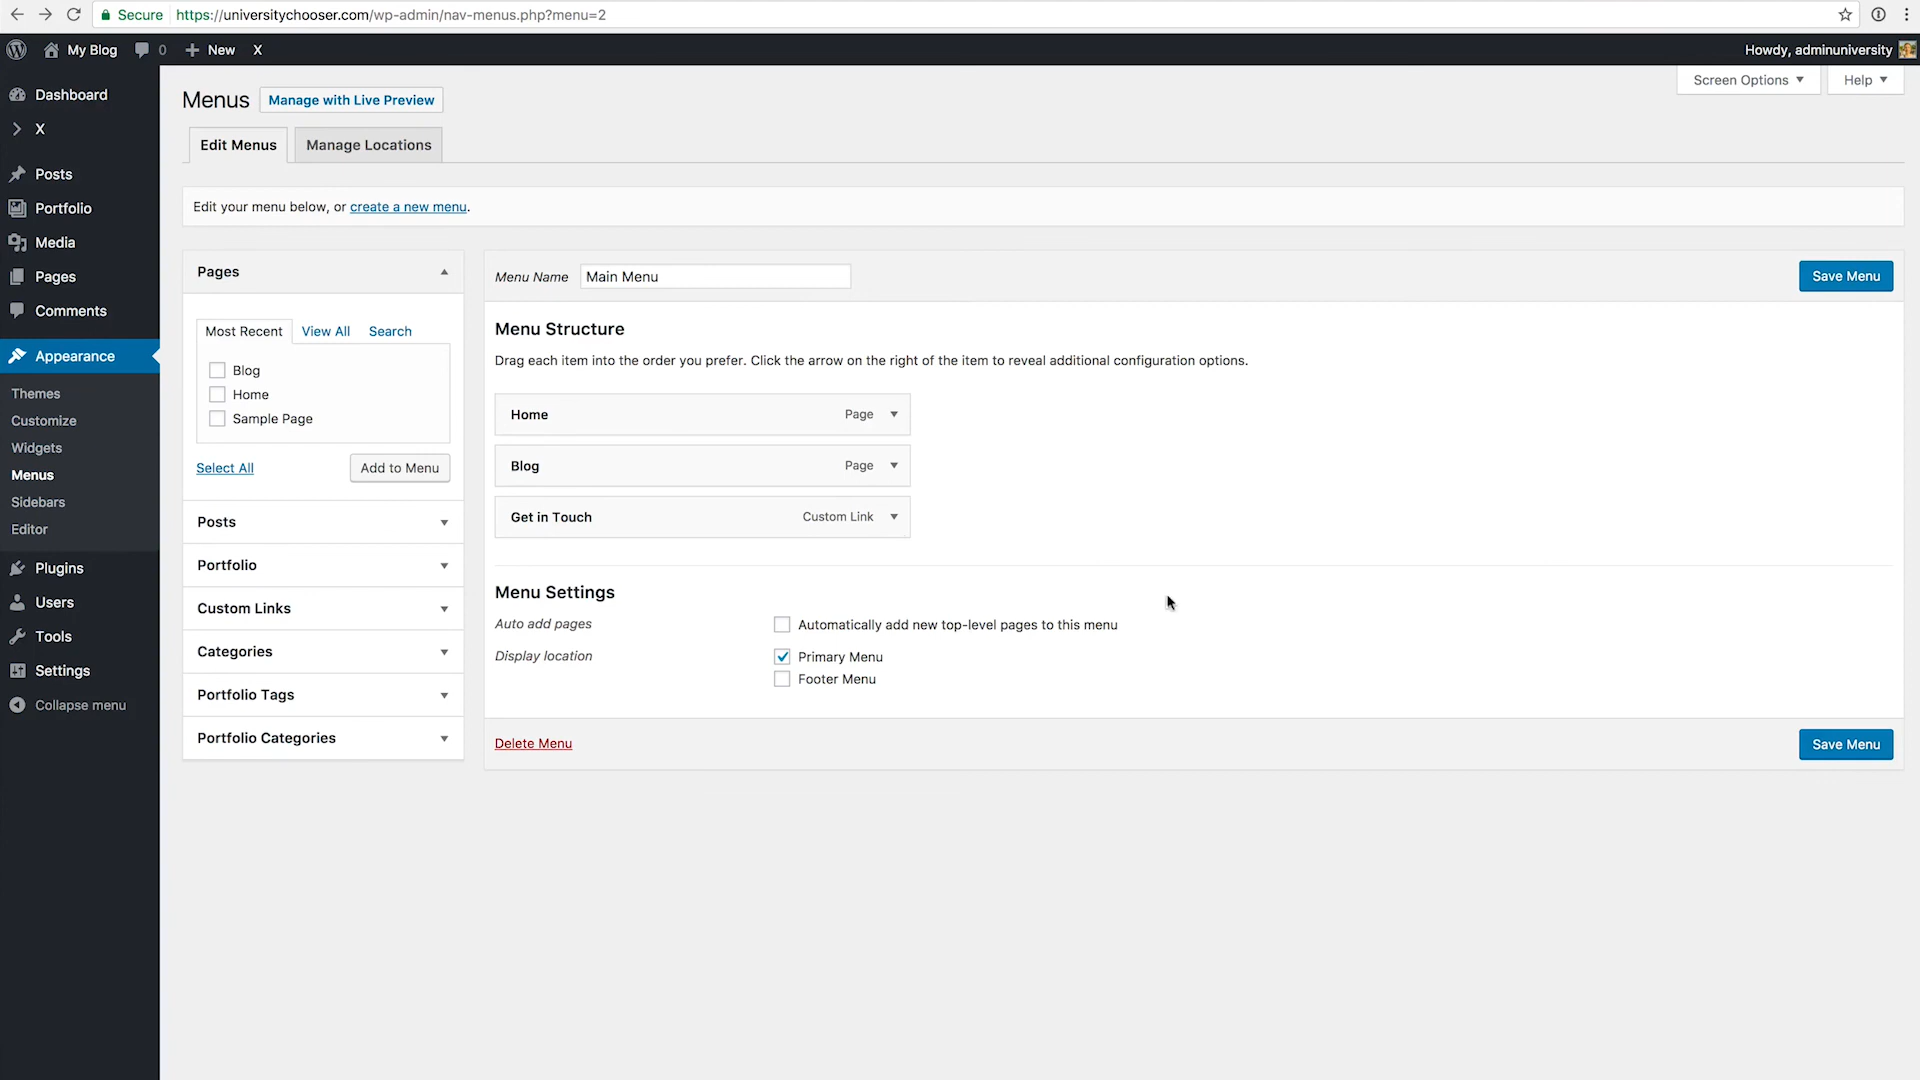 Secure https://universitychooser.com/wp-admin/nav-menus.php?menu=2
My Blog 0 New X Howdy, adminuniversity
Screen Options Help
Dashboard
X
Posts
Portfolio
Media
Pages
Comments
Appearance
Themes
Customize
Widgets
Menus
Sidebars
Editor
Plugins
Users
Tools
Settings
Collapse menu
Menus Manage with Live Preview
Edit Menus Manage Locations
Edit your menu below, or create a new menu.
Pages
Most Recent View All Search
Blog
Home
Sample Page
Select All Add to Menu
Posts
Portfolio
Custom Links
Categories
Portfolio Tags
Portfolio Categories
Menu Name Main Menu Save Menu
Menu Structure
Drag each item into the order you prefer. Click the arrow on the right of the item to reveal additional configuration options.
Home Page
Blog Page
Get in Touch Custom Link
Menu Settings
Auto add pages Automatically add new top-level pages to this menu
Display location Primary Menu
Footer Menu
Delete Menu Save Menu